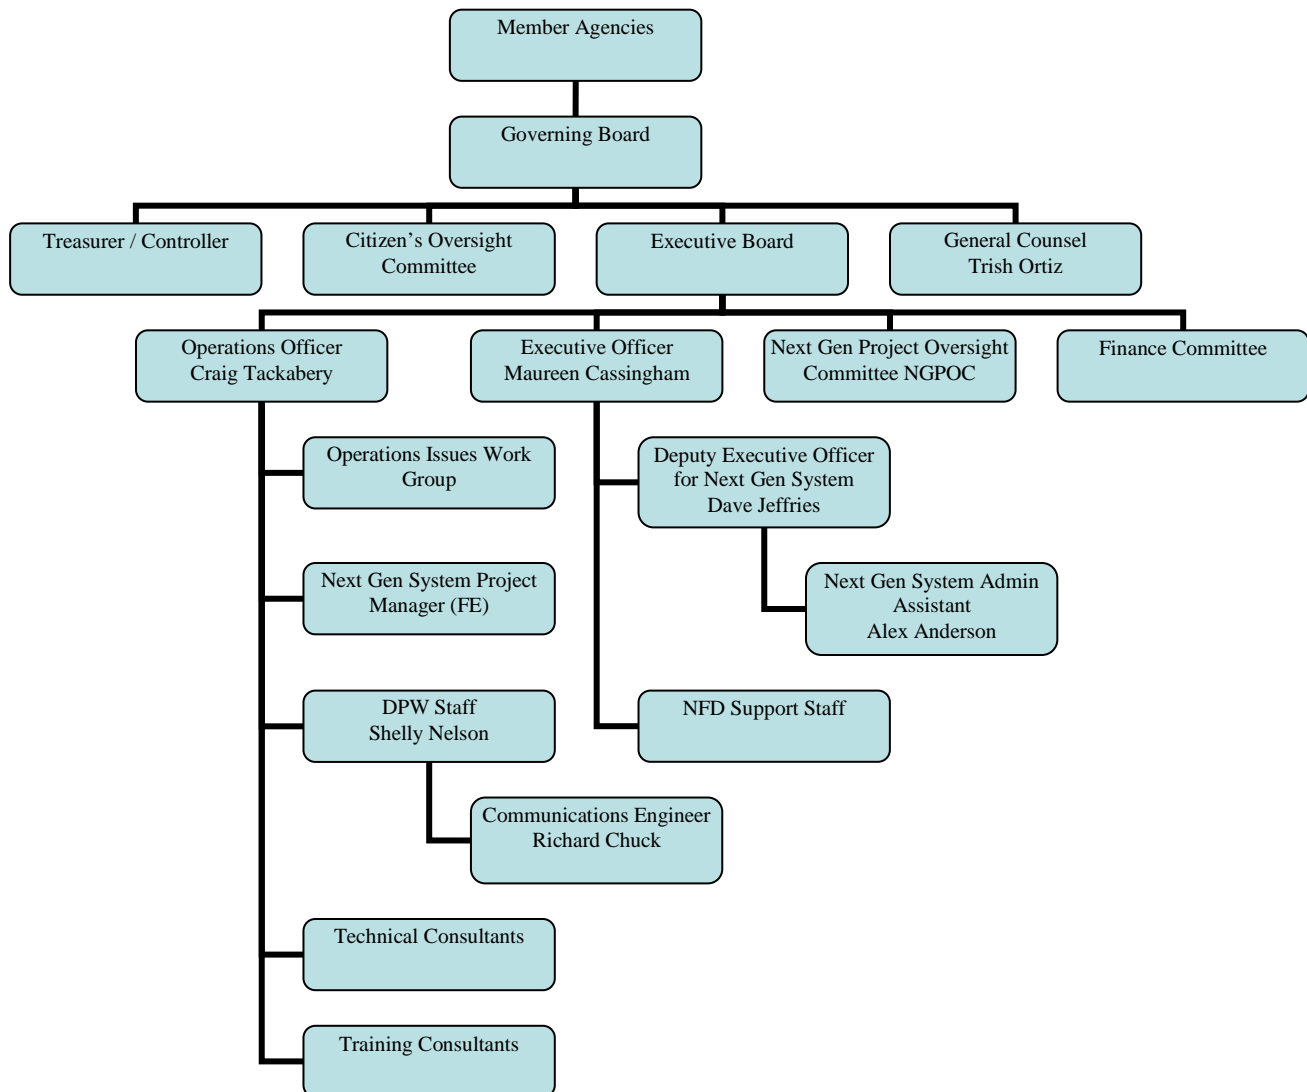 Member Agencies
Governing Board
Treasurer / Controller
Citizen's Oversight
Committee
Executive Board
General Counsel
Trish Ortiz
Operations Officer
Craig Tackabery
Executive Officer
Maureen Cassingham
Next Gen Project Oversight
Committee NGPOC
Finance Committee
Operations Issues Work
Group
Deputy Executive Officer
for Next Gen System
Dave Jeffries
Next Gen System Project
Manager (FE)
Next Gen System Admin
Assistant
Alex Anderson
DPW Staff
Shelly Nelson
NFD Support Staff
Communications Engineer
Richard Chuck
Technical Consultants
Training Consultants